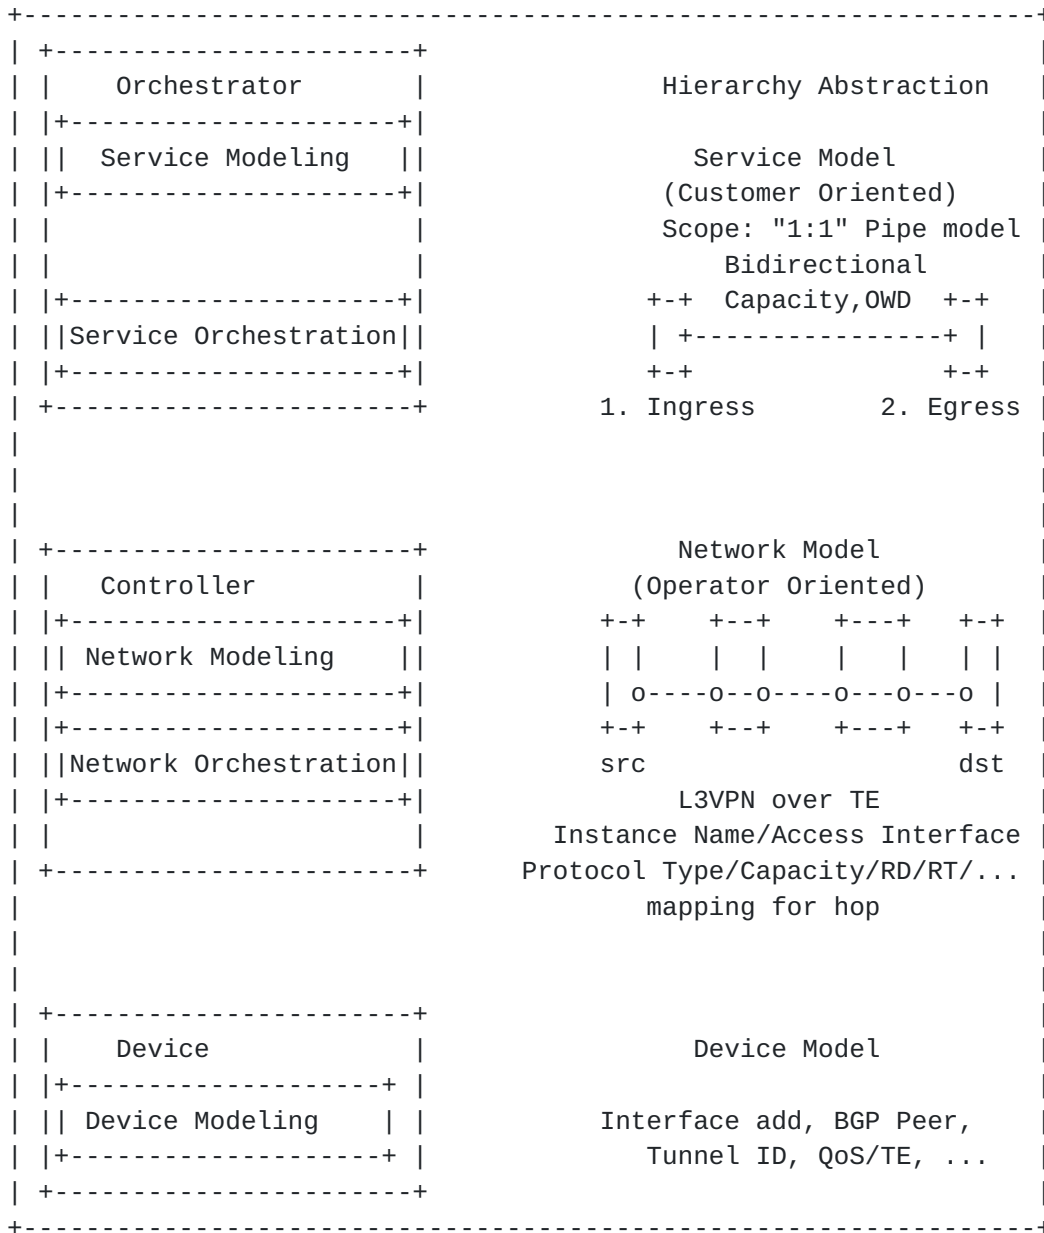 +-----------------------------------------------------------------+
| +-----------------------+                                       |
| |    Orchestrator       |               Hierarchy Abstraction   |
| |+---------------------+|                                       |
| ||  Service Modeling   ||                 Service Model         |
| |+---------------------+|               (Customer Oriented)     |
| |                       |               Scope: "1:1" Pipe model |
| |                       |                   Bidirectional       |
| |+---------------------+|              +-+  Capacity,OWD  +-+   |
| ||Service Orchestration||              | +----------------+ |   |
| |+---------------------+|              +-+                +-+   |
| +-----------------------+           1. Ingress        2. Egress |
|                                                                 |
|                                                                 |
|                                                                 |
| +-----------------------+                Network Model          |
| |   Controller          |             (Operator Oriented)       |
| |+---------------------+|           +-+    +--+    +---+   +-+  |
| || Network Modeling    ||           | |    |  |    |   |   | |  |
| |+---------------------+|           | o----o--o----o---o---o |  |
| |+---------------------+|           +-+    +--+    +---+   +-+  |
| ||Network Orchestration||           src                    dst  |
| |+---------------------+|                L3VPN over TE          |
| |                       |        Instance Name/Access Interface |
| +-----------------------+      Protocol Type/Capacity/RD/RT/... |
|                                        mapping for hop          |
|                                                                 |
|                                                                 |
| +-----------------------+                                       |
| |    Device             |                 Device Model          |
| |+--------------------+ |                                       |
| || Device Modeling    | |           Interface add, BGP Peer,    |
| |+--------------------+ |              Tunnel ID, QoS/TE, ...   |
| +-----------------------+                                       |
+-----------------------------------------------------------------+